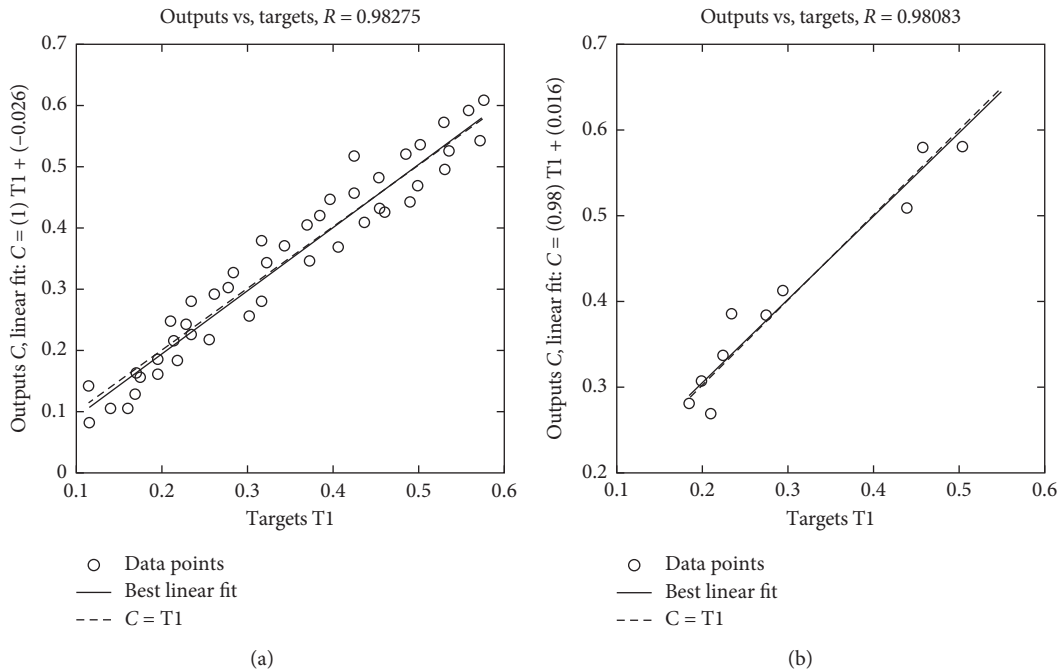 Outputs vs, targets, R = 0.98275
Outputs C, linear fit: C = (1) T1 + (−0.026)
0.7
0.6
0.5
0.4
0.3
0.2
0.1
0
0.1
0.2
0.3
0.4
0.5
0.6
Targets T1
Data points
Best linear fit
C = T1
(a)
Outputs vs, targets, R = 0.98083
Outputs C, linear fit: C = (0.98) T1 + (0.016)
0.7
0.6
0.5
0.4
0.3
0.2
0.1
0.2
0.3
0.4
0.5
0.6
Targets T1
Data points
Best linear fit
C = T1
(b)